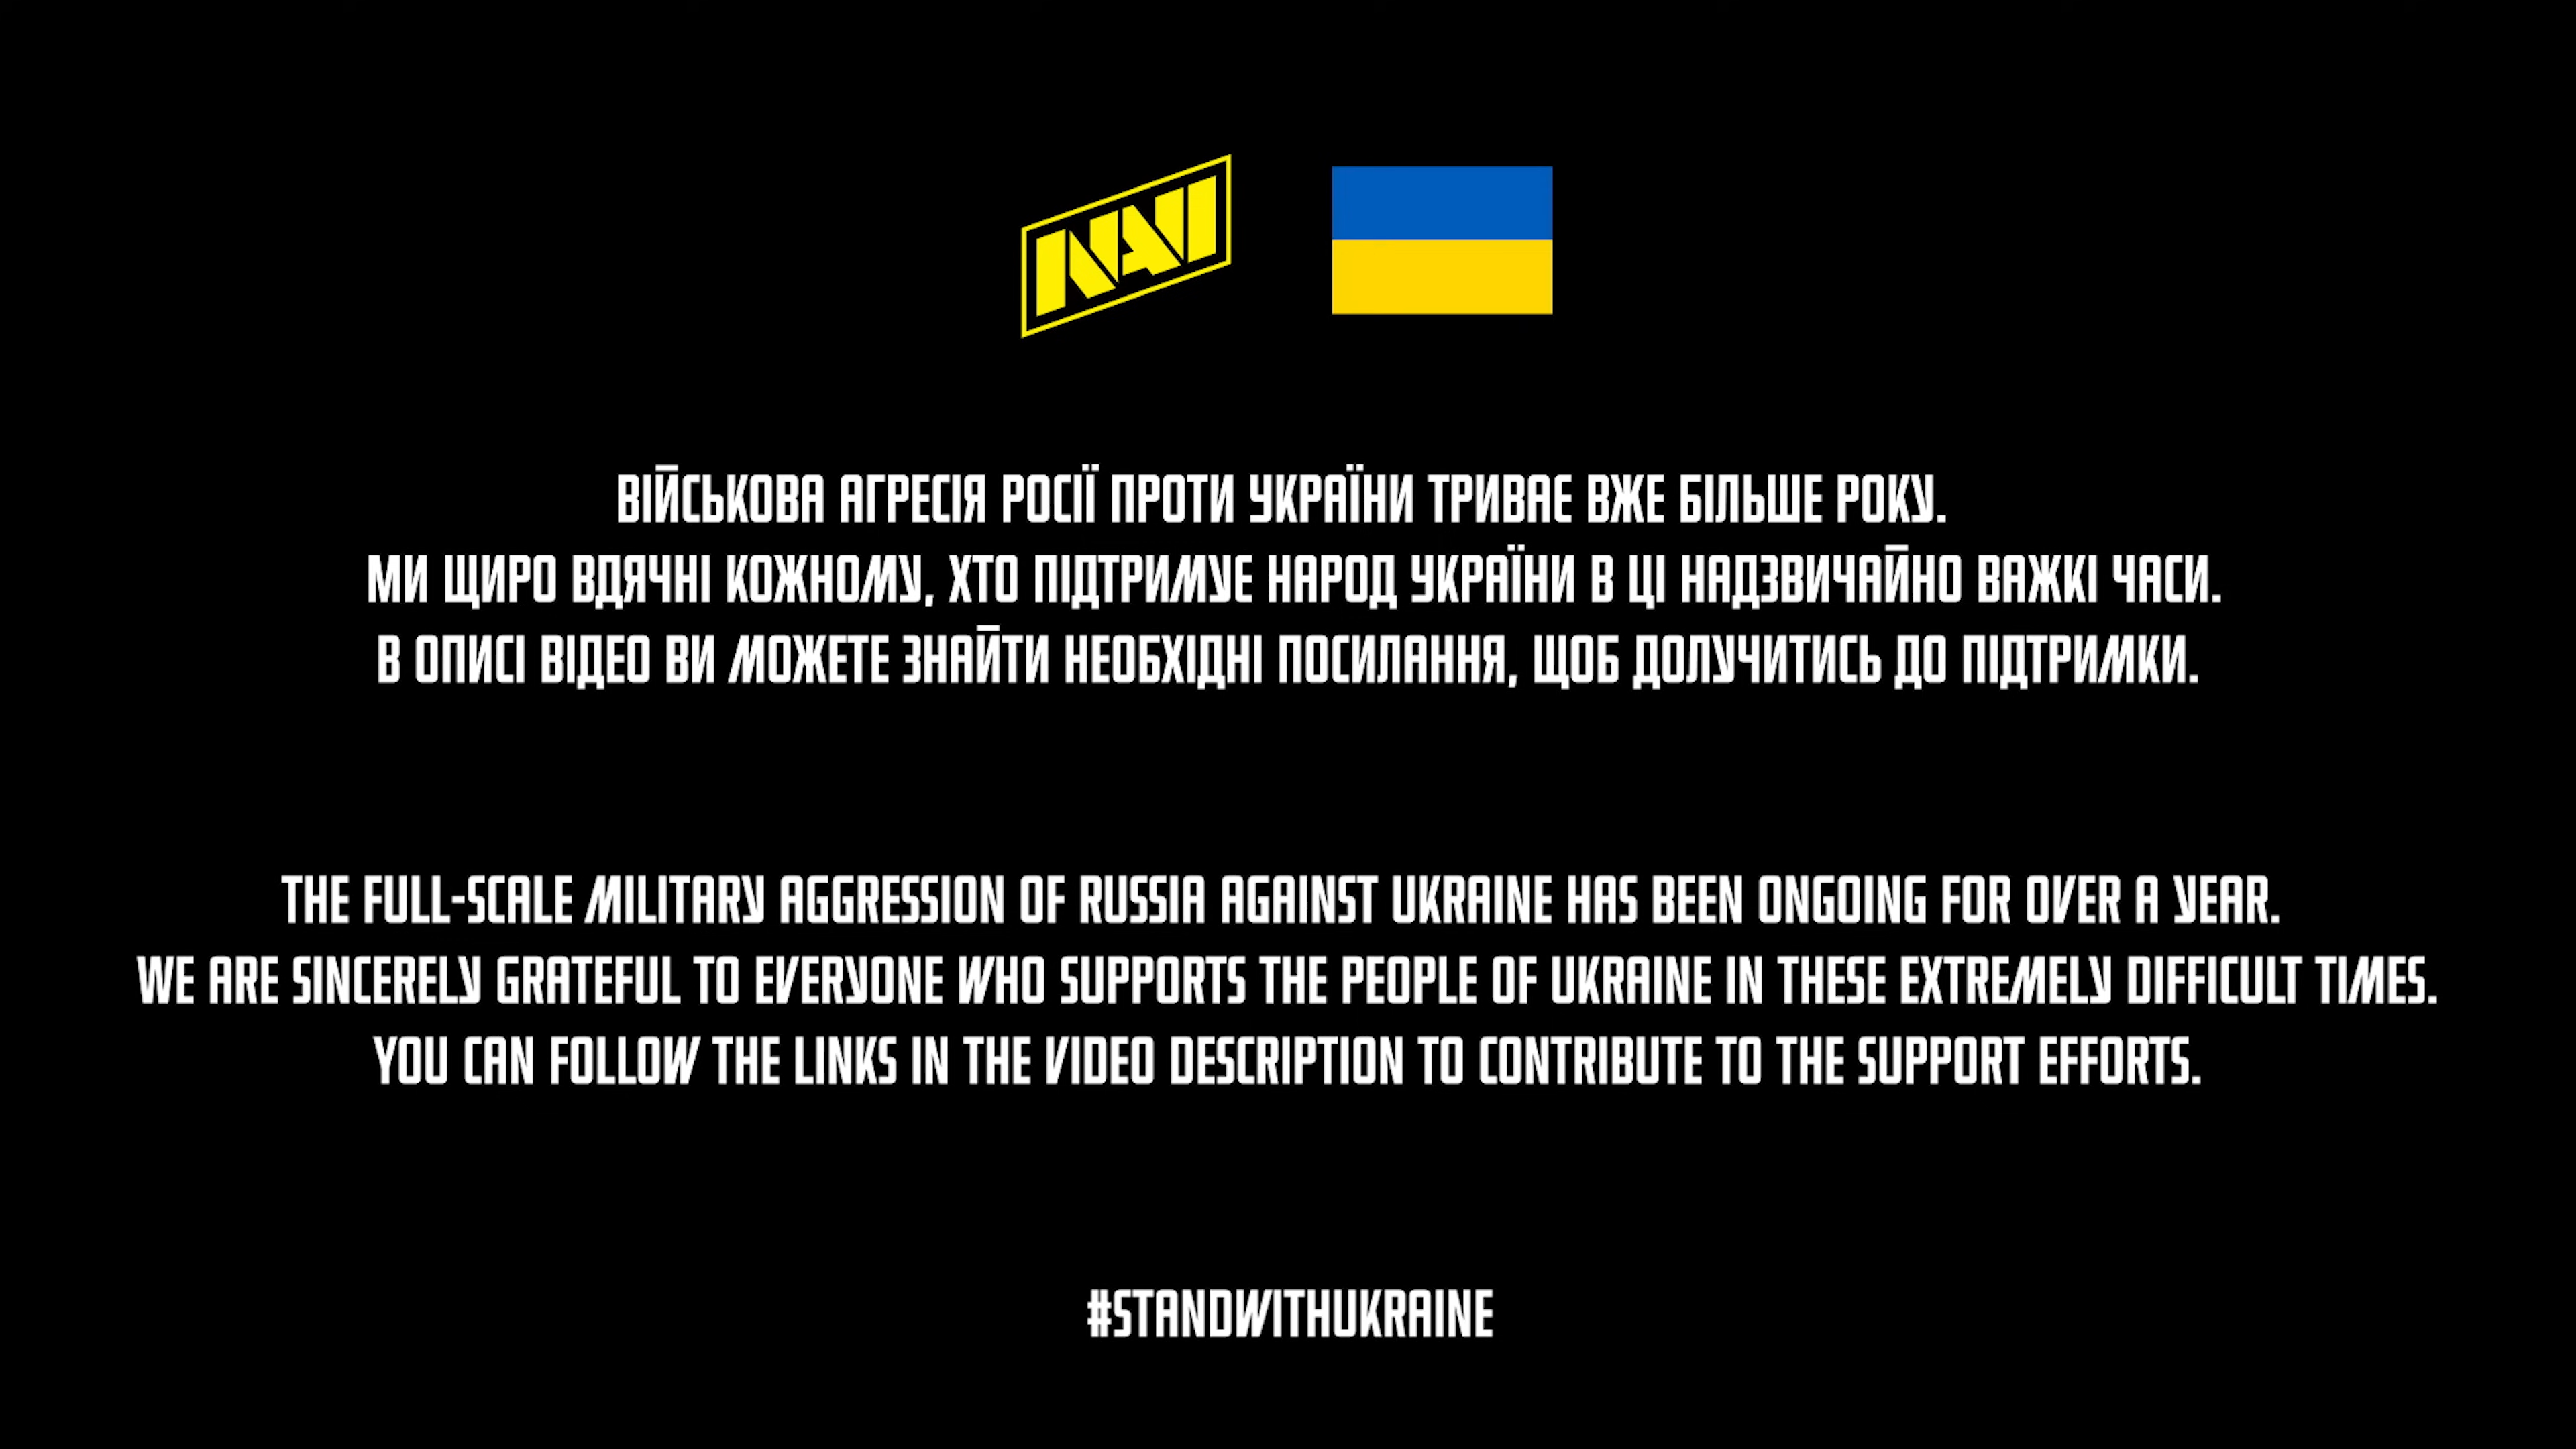 NAVI
ВІЙСЬКОВА АГРЕСІЯ РОСІЇ ПРОТИ УКРАЇНИ ТРИВАЄ ВЖЕ БІЛЬШЕ РОКУ.
МИ ЩИРО ВДЯЧНІ КОЖНОМУ, ХТО ПІДТРИМУЄ НАРОД УКРАЇНИ В ЦІ НАДЗВИЧАЙНО ВАЖКІ ЧАСИ.
В ОПИСІ ВІДЕО ВИ МОЖЕТЕ ЗНАЙТИ НЕОБХІДНІ ПОСИЛАННЯ, ЩОБ ДОЛУЧИТИСЬ ДО ПІДТРИМКИ.
THE FULL-SCALE MILITARY AGGRESSION OF RUSSIA AGAINST UKRAINE HAS BEEN ONGOING FOR OVER A YEAR.
WE ARE SINCERELY GRATEFUL TO EVERYONE WHO SUPPORTS THE PEOPLE OF UKRAINE IN THESE EXTREMELY DIFFICULT TIMES.
YOU CAN FOLLOW THE LINKS IN THE VIDEO DESCRIPTION TO CONTRIBUTE TO THE SUPPORT EFFORTS.
#STANDWITHUKRAINE